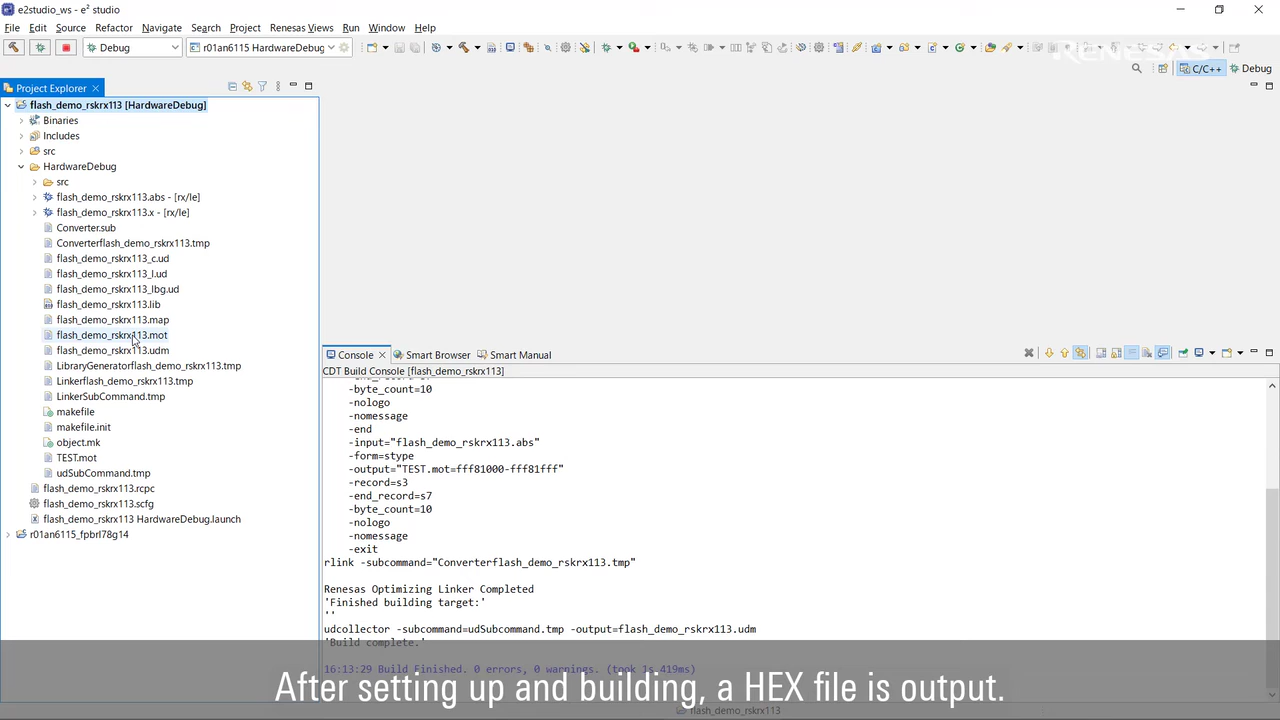 e2studio_ws - e² studio
File Edit Source Refactor Navigate Search Project Renesas Views Run Window Help
Debug
r01an6115 HardwareDebug
RENESAS
C/C++
Debug
Project Explorer
flash_demo_rskrx113 [HardwareDebug]
Binaries
Includes
src
HardwareDebug
src
flash_demo_rskrx113.abs - [rx/le]
flash_demo_rskrx113.x - [rx/le]
Converter.sub
Converterflash_demo_rskrx113.tmp
flash_demo_rskrx113_c.ud
flash_demo_rskrx113_l.ud
flash_demo_rskrx113_lbg.ud
flash_demo_rskrx113.lib
flash_demo_rskrx113.map
flash_demo_rskrx113.mot
flash_demo_rskrx113.udm
LibraryGeneratorflash_demo_rskrx113.tmp
Linkerflash_demo_rskrx113.tmp
LinkerSubCommand.tmp
makefile
makefile.init
object.mk
TEST.mot
udSubCommand.tmp
flash_demo_rskrx113.rcpc
flash_demo_rskrx113.scfg
flash_demo_rskrx113 HardwareDebug.launch
r01an6115_fpbrl78g14
Console
Smart Browser
Smart Manual
CDT Build Console [flash_demo_rskrx113]
-byte_count=10
-nologo
-nomessage
-end
-input="flash_demo_rskrx113.abs"
-form=stype
-output="TEST.mot=fff81000-fff81fff"
-record=s3
-end_record=s7
-byte_count=10
-nologo
-nomessage
-exit
rlink -subcommand="Converterflash_demo_rskrx113.tmp"
Renesas Optimizing Linker Completed
'Finished building target:'
''
udcollector -subcommand=udSubcommand.tmp -output=flash_demo_rskrx113.udm
'Build complete.'
16:13:29 Build Finished. 0 errors, 0 warnings. (took 1s.419ms)
After setting up and building, a HEX file is output.
flash_demo_rskrx113